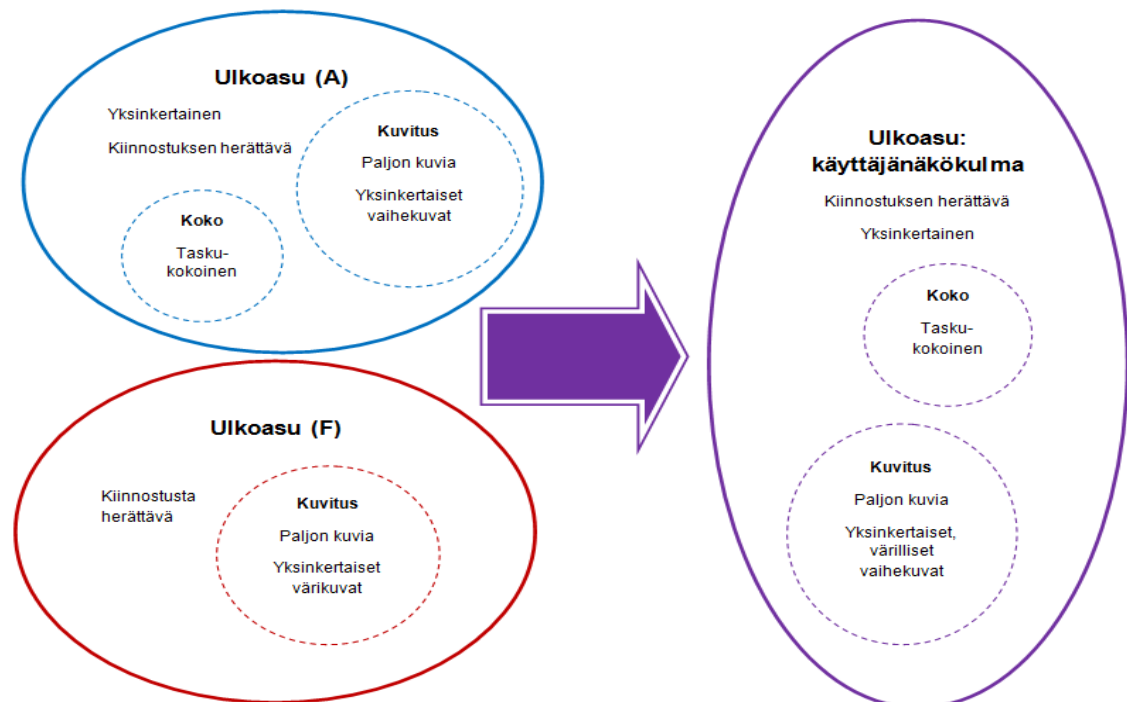 Ulkoasu (A)
Yksinkertainen
Kiinnostuksen herättävä
Kuvitus
Paljon kuvia
Yksinkertaiset
vaihekuvat
Koko
Tasku-
kokoinen
Ulkoasu (F)
Kiinnostusta
herättävä
Kuvitus
Paljon kuvia
Yksinkertaiset
värikuvat
Ulkoasu:
käyttäjänäkökulma
Kiinnostuksen herättävä
Yksinkertainen
Koko
Tasku-
kokoinen
Kuvitus
Paljon kuvia
Yksinkertaiset,
värilliset
vaihekuvat